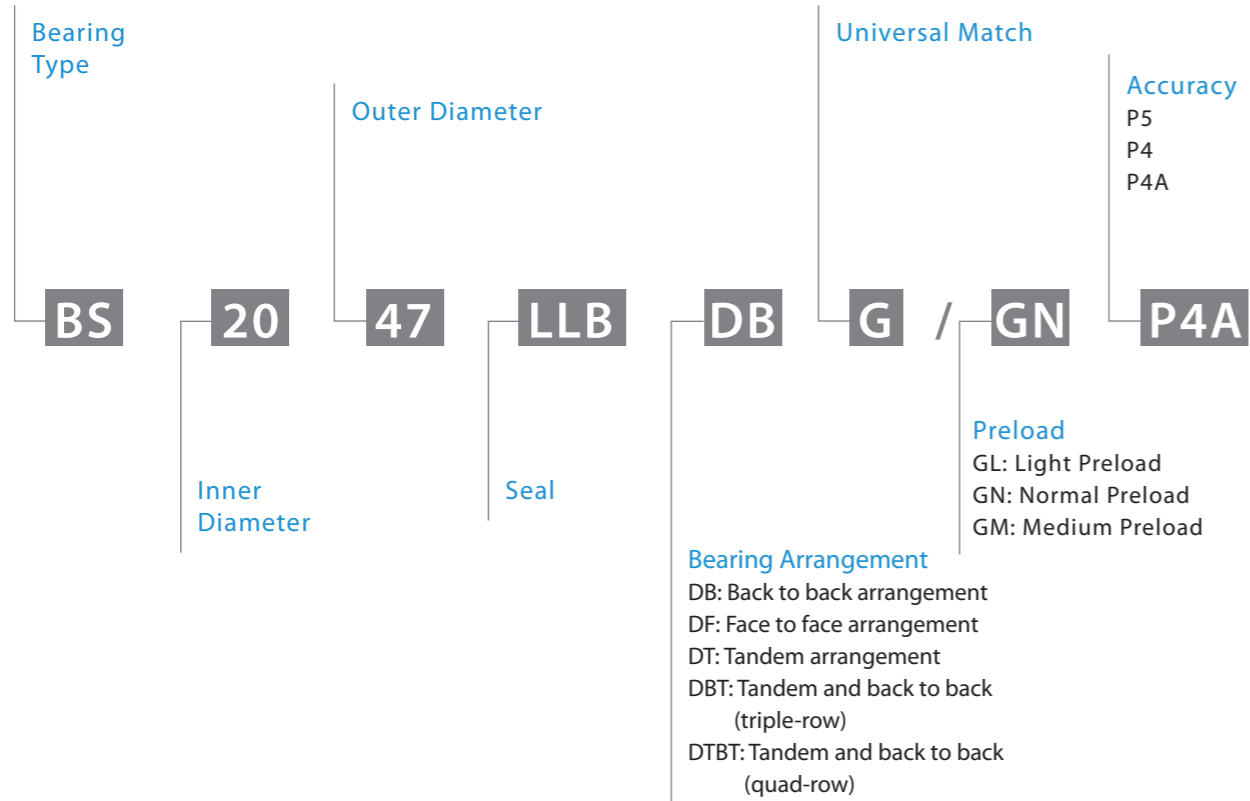 Bearing
Type
Universal Match
Accuracy
P5
P4
P4A
Outer Diameter
BS 20 47 LLB DB G / GN P4A
Preload
GL: Light Preload
GN: Normal Preload
GM: Medium Preload
Inner
Diameter
Seal
Bearing Arrangement
DB: Back to back arrangement
DF: Face to face arrangement
DT: Tandem arrangement
DBT: Tandem and back to back
(triple-row)
DTBT: Tandem and back to back
(quad-row)